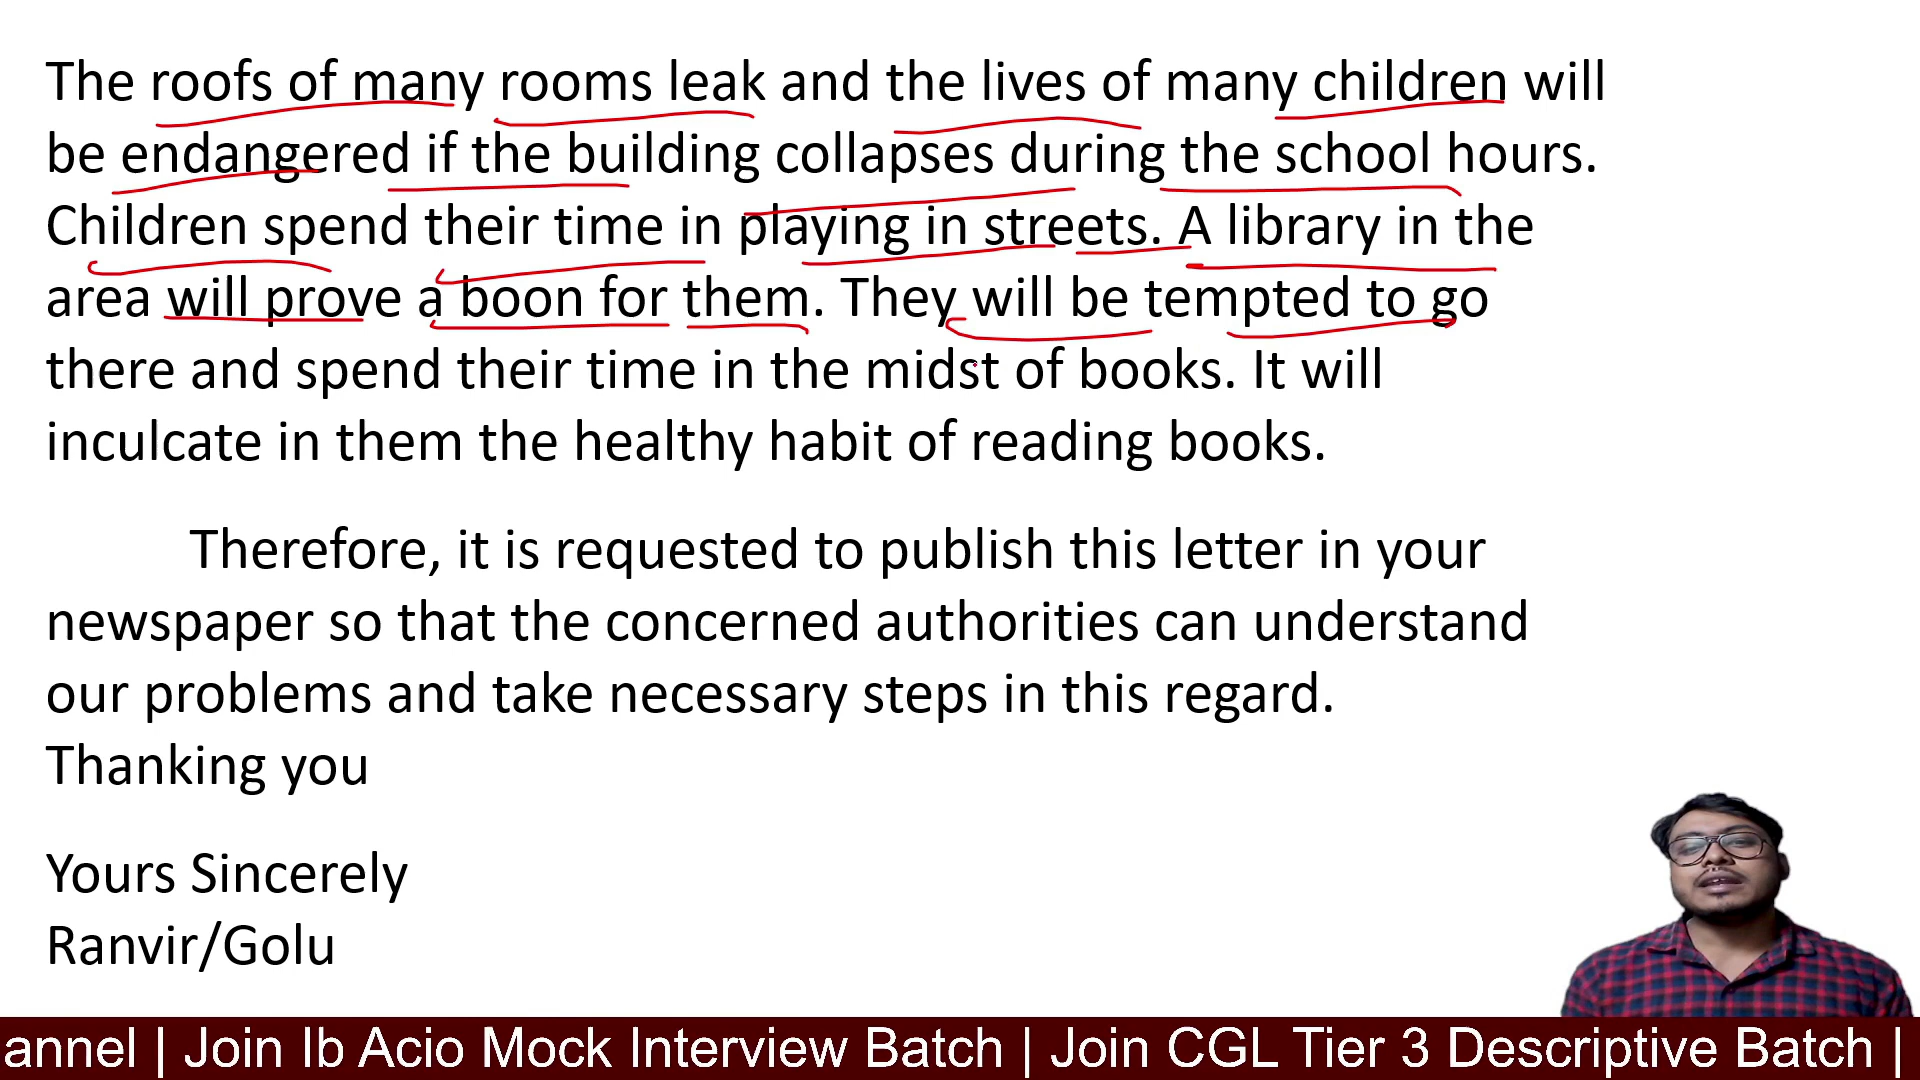 The roofs of many rooms leak and the lives of many children will
be endangered if the building collapses during the school hours.
Children spend their time in playing in streets. A library in the
area will prove a boon for them. They will be tempted to go
there and spend their time in the midst of books. It will
inculcate in them the healthy habit of reading books.
Therefore, it is requested to publish this letter in your
newspaper so that the concerned authorities can understand
our problems and take necessary steps in this regard.
Thanking you
Yours Sincerely
Ranvir/Golu
annel | Join Ib Acio Mock Interview Batch | Join CGL Tier 3 Descriptive Batch |